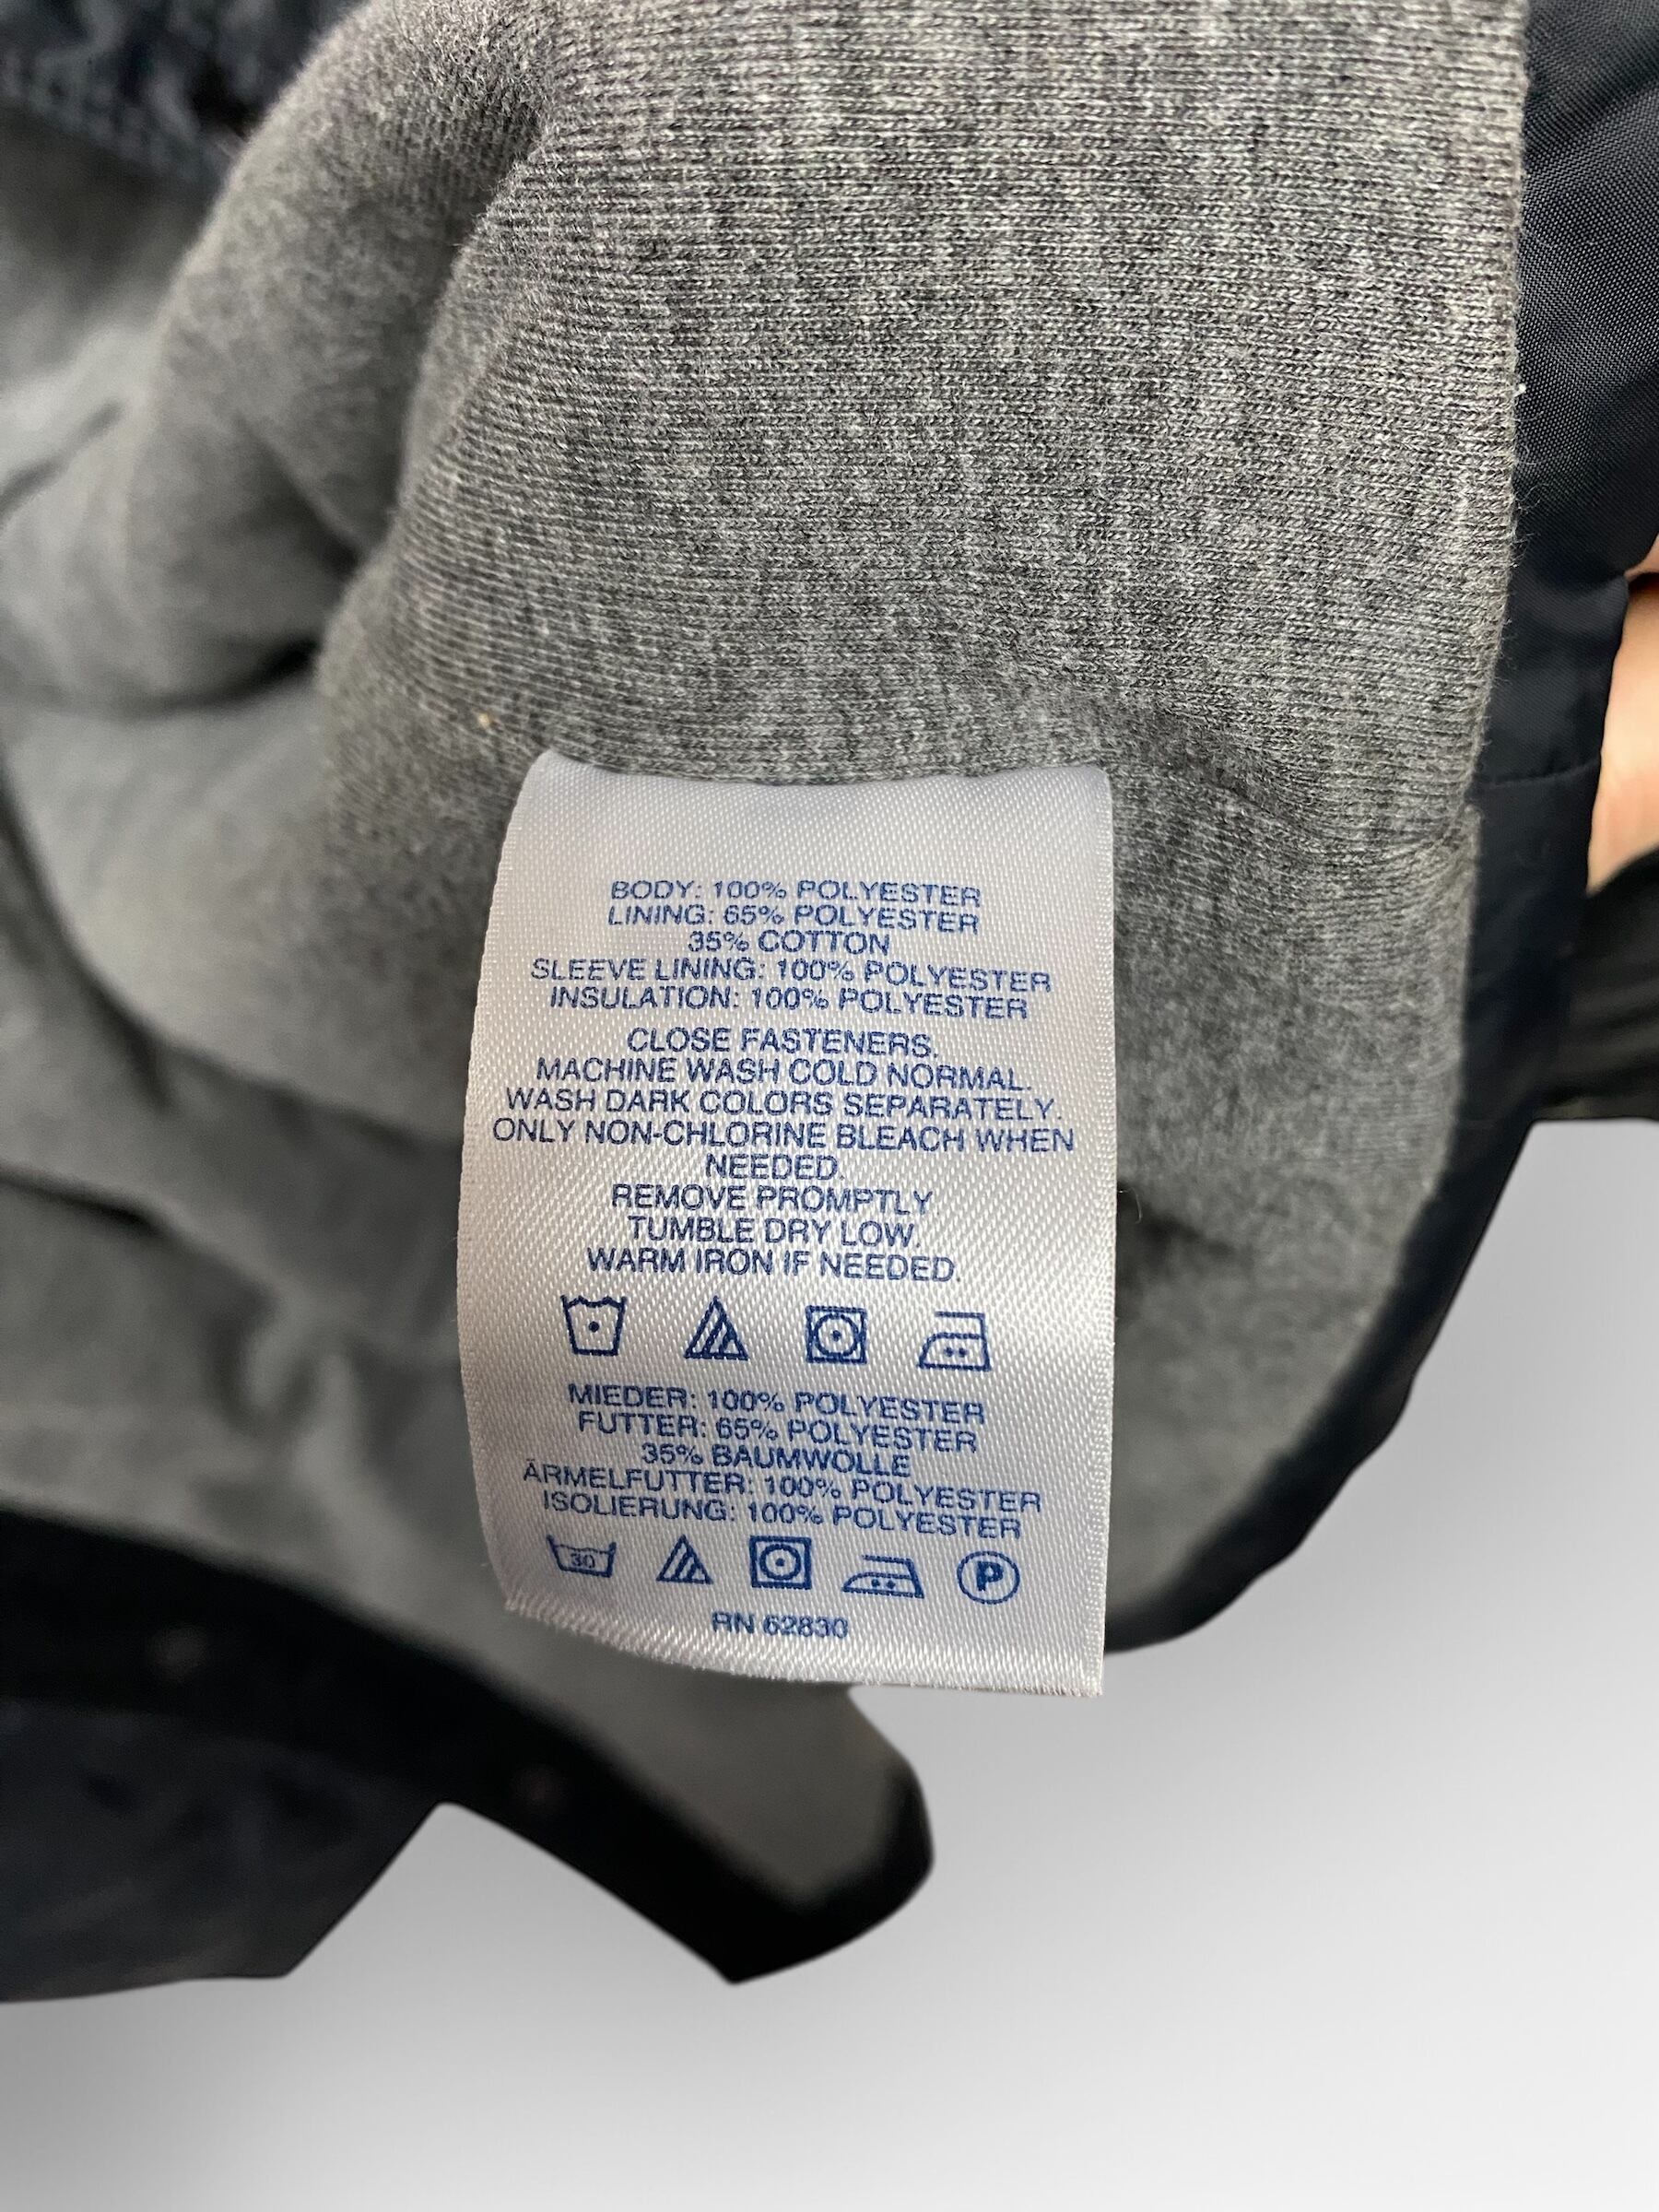 BODY: 100% POLYESTER
LINING: 65% POLYESTER
35% COTTON
SLEEVE LINING: 100% POLYESTER
INSULATION: 100% POLYESTER
CLOSE FASTENERS.
MACHINE WASH COLD NORMAL.
WASH DARK COLORS SEPARATELY.
ONLY NON-CHLORINE BLEACH WHEN
NEEDED.
REMOVE PROMPTLY
TUMBLE DRY LOW.
WARM IRON IF NEEDED.
MIEDER: 100% POLYESTER
FUTTER: 65% POLYESTER
35% BAUMWOLLE
ÄRMELFUTTER: 100% POLYESTER
ISOLIERUNG: 100% POLYESTER
30 P
RN 62830